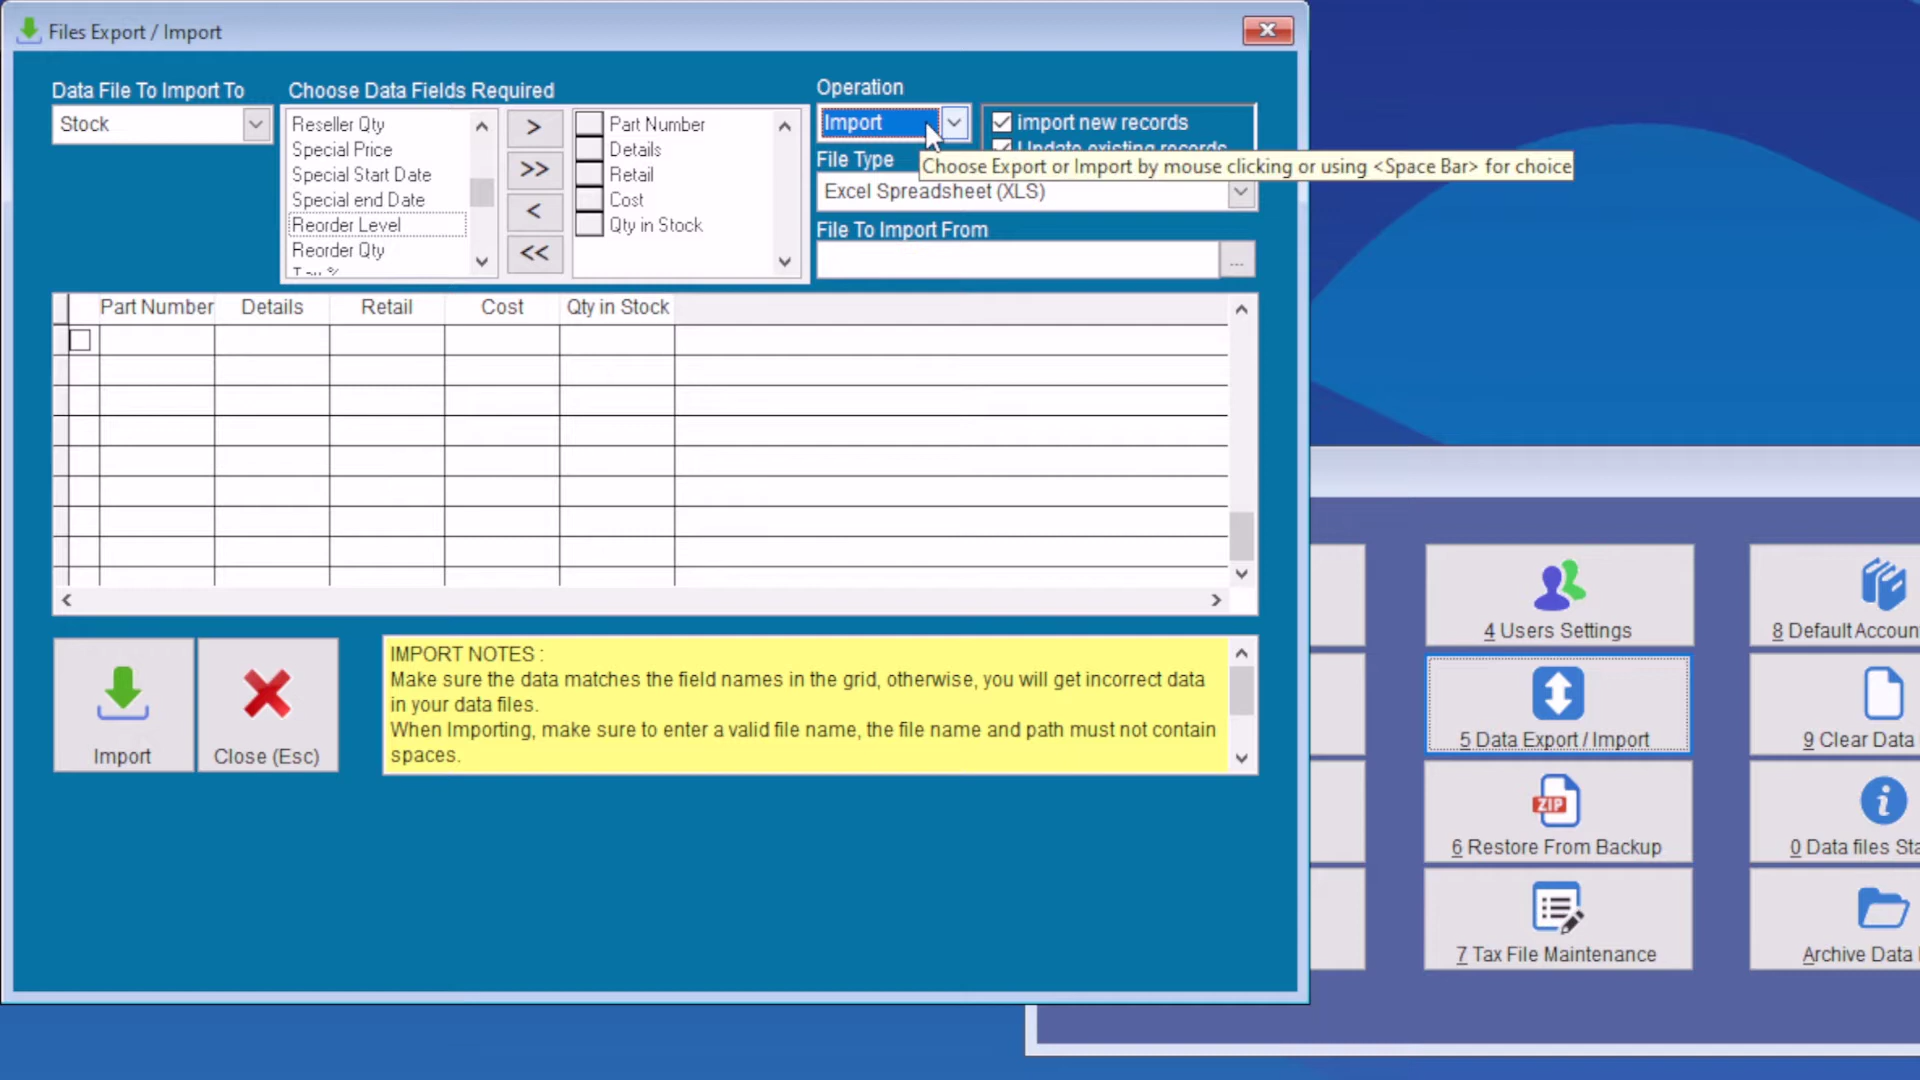 Files Export / Import
Data File To Import To
Stock
Choose Data Fields Required
Reseller Qty
Special Price
Special Start Date
Special end Date
Reorder Level
Reorder Qty
Tax %
>
>>
<
<<
Part Number
Details
Retail
Cost
Qty in Stock
Operation
Import
import new records
Update existing records
File Type
Choose Export or Import by mouse clicking or using <Space Bar> for choice
Excel Spreadsheet (XLS)
File To Import From
...
Part Number Details Retail Cost Qty in Stock
Import
Close (Esc)
IMPORT NOTES :
Make sure the data matches the field names in the grid, otherwise, you will get incorrect data
in your data files.
When Importing, make sure to enter a valid file name, the file name and path must not contain
spaces.
4 Users Settings
8 Default Accoun
5 Data Export / Import
9 Clear Data
ZIP
6 Restore From Backup
0 Data files Sta
7 Tax File Maintenance
Archive Data